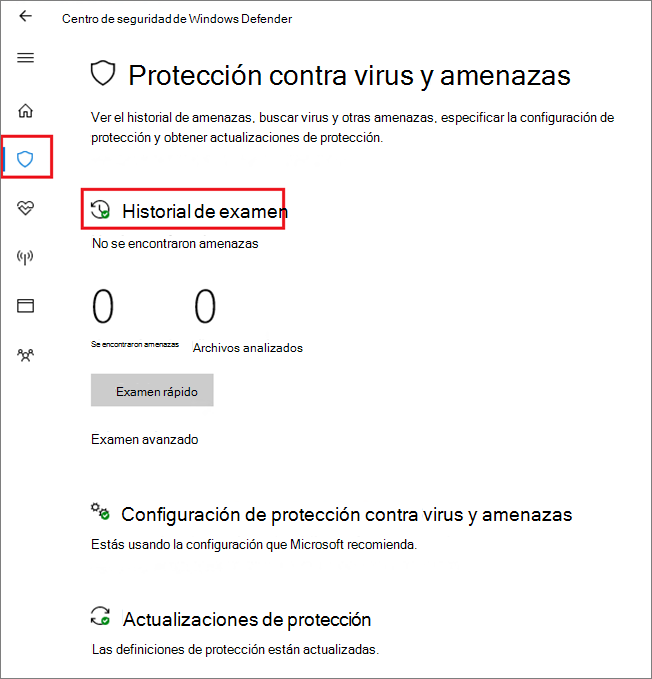 Centro de seguridad de Windows Defender
Protección contra virus y amenazas
Ver el historial de amenazas, buscar virus y otras amenazas, especificar la configuración de
protección y obtener actualizaciones de protección.
Historial de examen
No se encontraron amenazas
0 0
Se encontraron amenazas Archivos analizados
Examen rápido
Examen avanzado
Configuración de protección contra virus y amenazas
Estás usando la configuración que Microsoft recomienda.
Actualizaciones de protección
Las definiciones de protección están actualizadas.